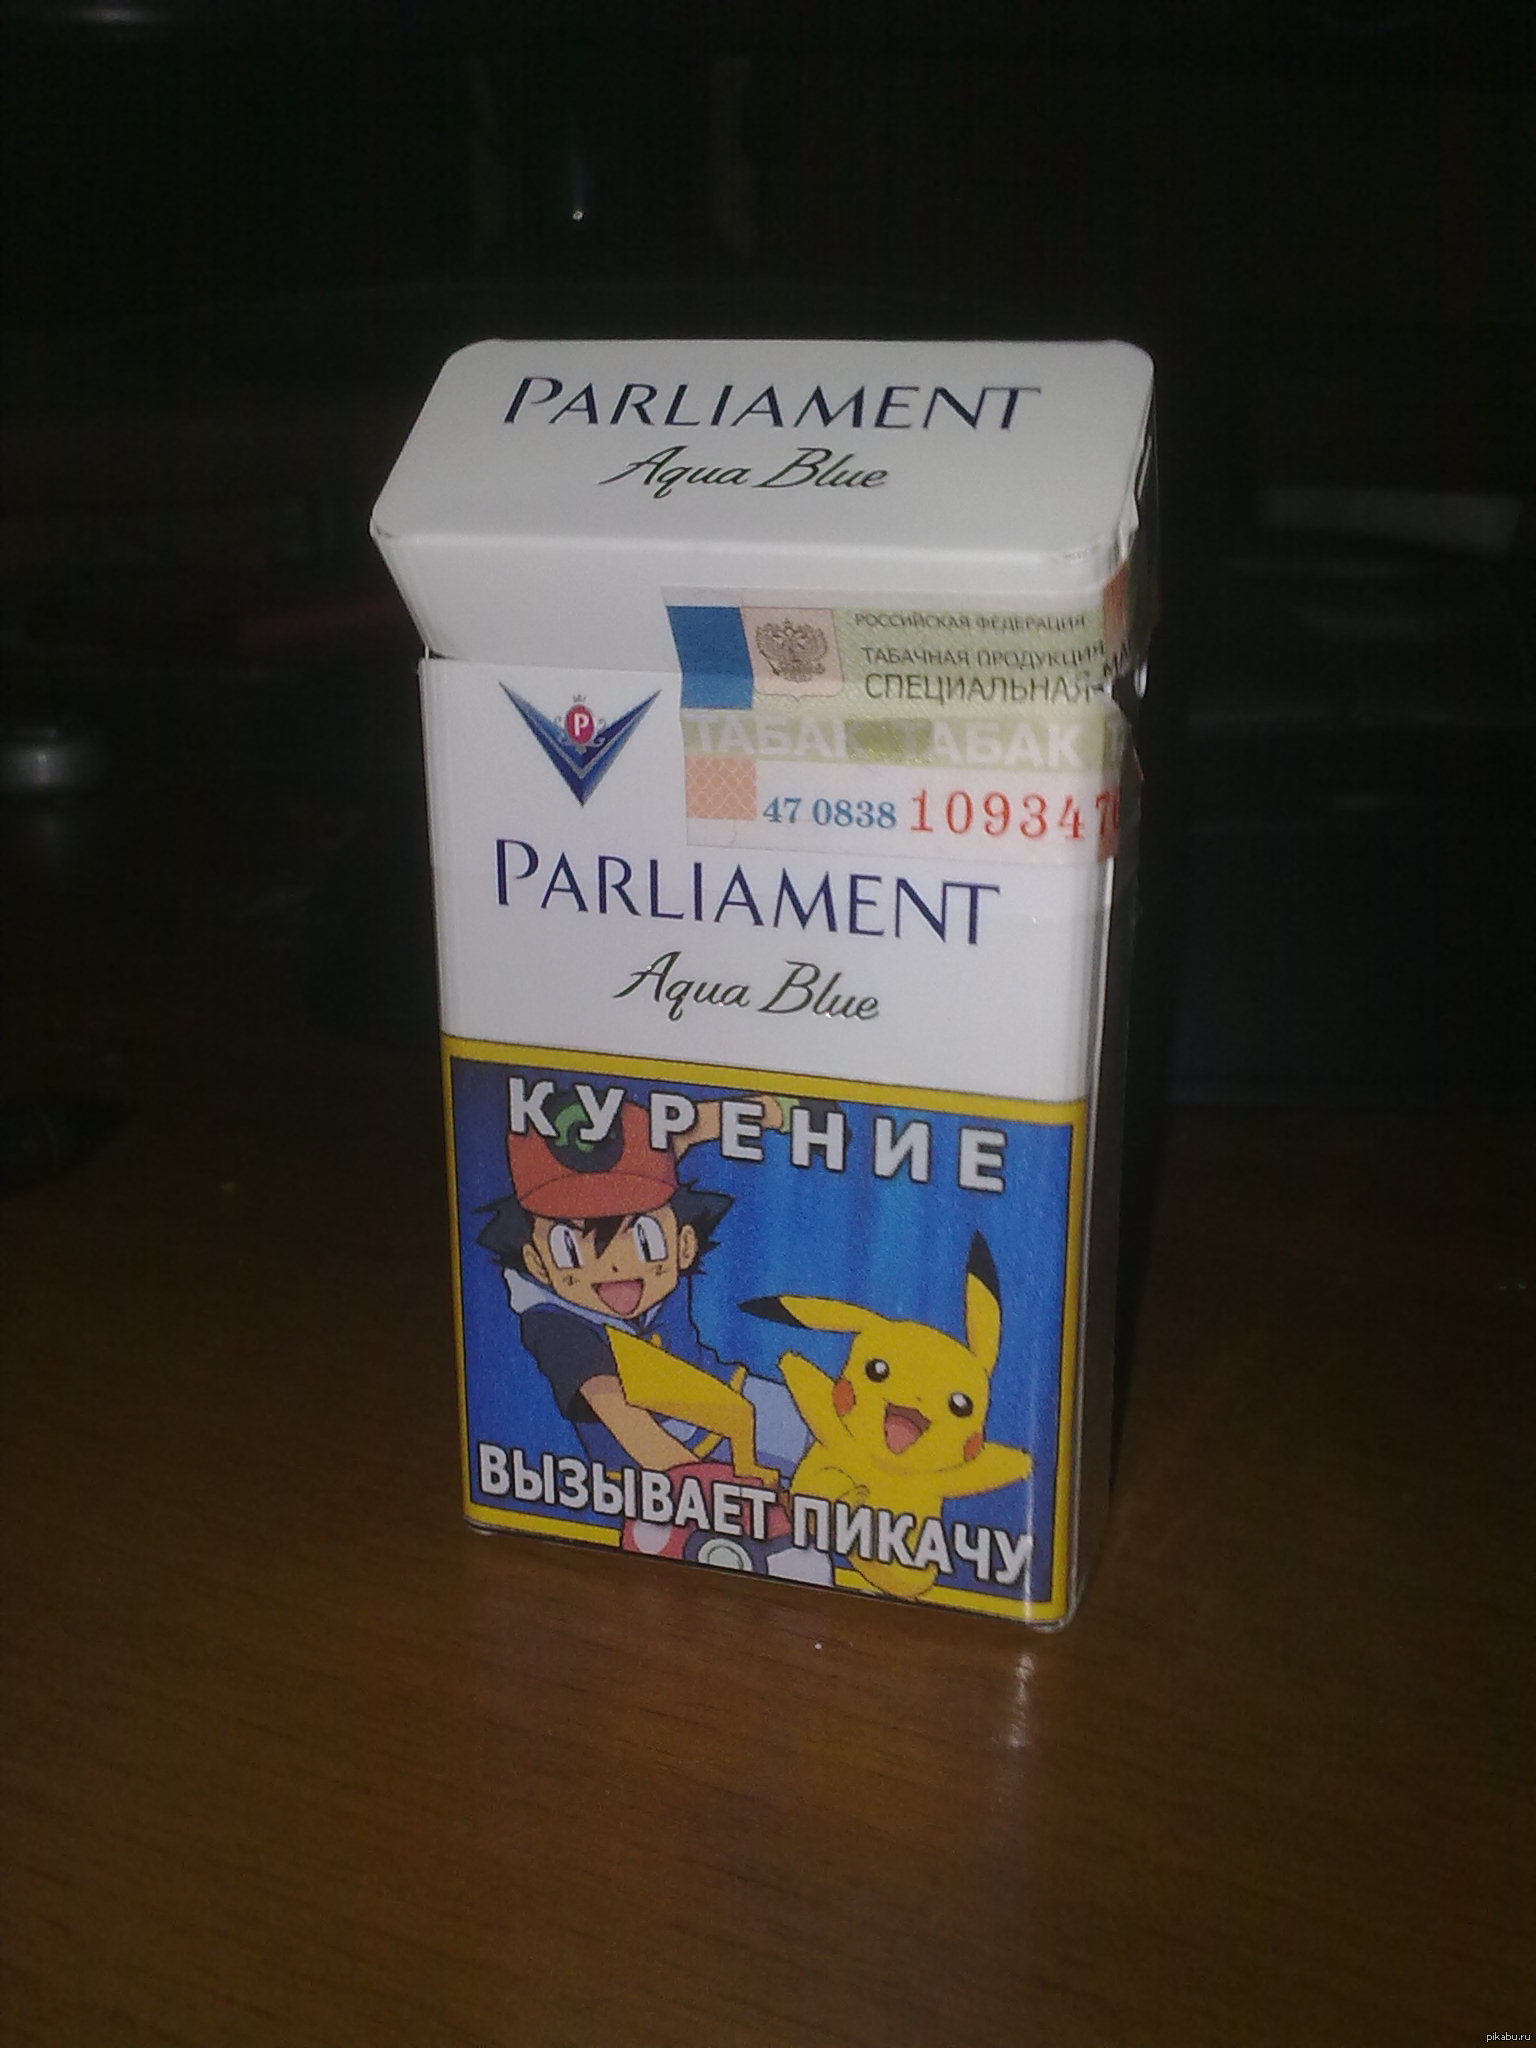 PARLIAMENT
Aqua Blue
РОССИЙСКАЯ ФЕДЕРАЦИЯ
ТАБАЧНАЯ ПРОДУКЦИЯ
СПЕЦИАЛЬНАЯ
ТАБАК ТАБАК
47 0838 10934
P
PARLIAMENT
Aqua Blue
КУРЕНИЕ
ВЫЗЫВАЕТ ПИКАЧУ
pikabu.ru